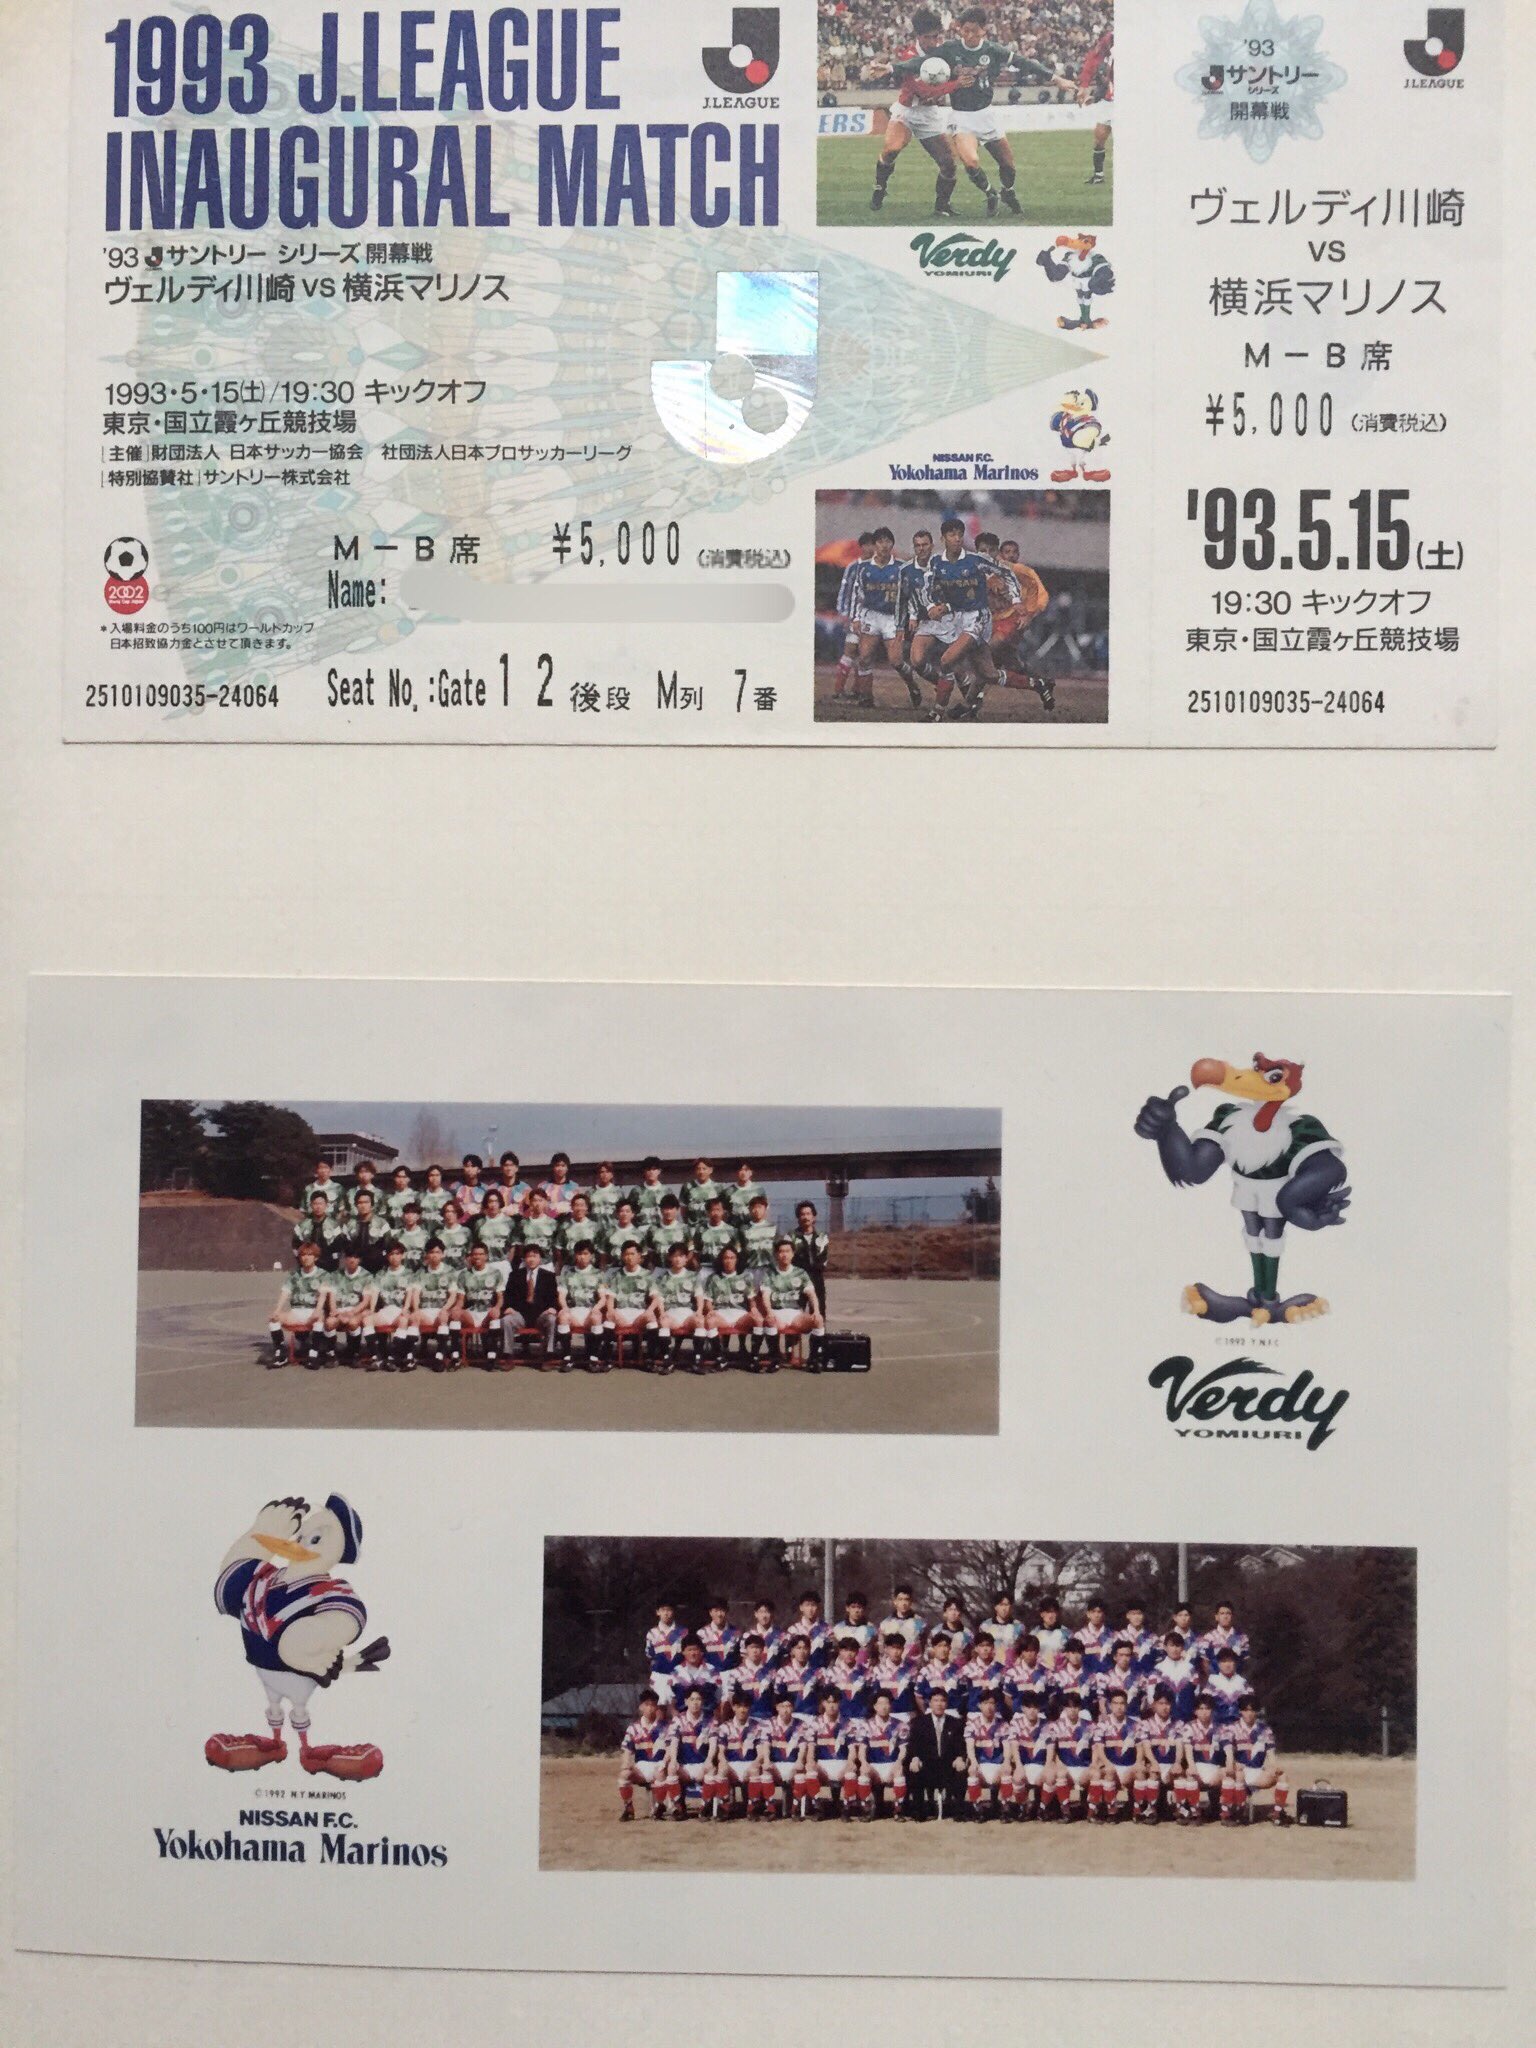 1993 J.LEAGUE
INAUGURAL MATCH
J.LEAGUE
'93 サントリー シリーズ 開幕戦
ヴェルディ川崎 VS 横浜マリノス
1993・5・15(土)/19:30 キックオフ
東京・国立霞ヶ丘競技場
[主催]財団法人 日本サッカー協会 社団法人日本プロサッカーリーグ
[特別協賛社]サントリー株式会社
M-B席 ¥5,000 (消費税込)
Name:
2002
*入場料金のうち100円はワールドカップ
日本招致協力金とさせて頂きます。
2510109035-24064
Seat No.:Gate 12 後段 M列 7番
ERS
Verdy
YOMIURI
NISSAN F.C.
Yokohama Marinos
NISSAN
'93
サントリー
シリーズ
開幕戦
J.LEAGUE
ヴェルディ川崎
VS
横浜マリノス
M-B席
¥5,000 (消費税込)
'93.5.15(土)
19:30 キックオフ
東京・国立霞ヶ丘競技場
2510109035-24064
©1992 Y.N.F.C
Verdy
YOMIURI
©1992 N.Y.MARINOS
NISSAN F.C.
Yokohama Marinos